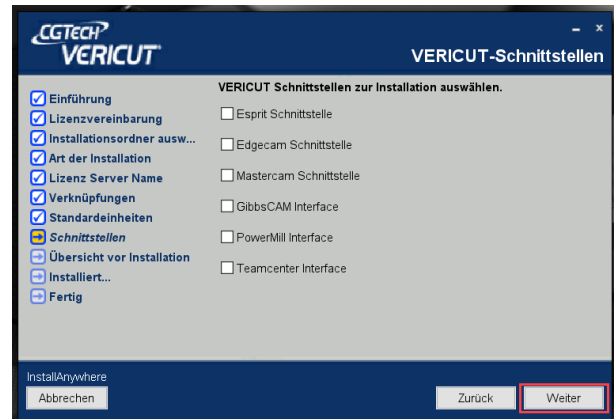 CGTECH
VERICUT
VERICUT-Schnittstellen
Einführung
Lizenzvereinbarung
Installationsordner ausw...
Art der Installation
Lizenz Server Name
Verknüpfungen
Standardeinheiten
Schnittstellen
Übersicht vor Installation
Installiert...
Fertig
VERICUT Schnittstellen zur Installation auswählen.
Esprit Schnittstelle
Edgecam Schnittstelle
Mastercam Schnittstelle
GibbsCAM Interface
PowerMill Interface
Teamcenter Interface
InstallAnywhere
Abbrechen
Zurück
Weiter